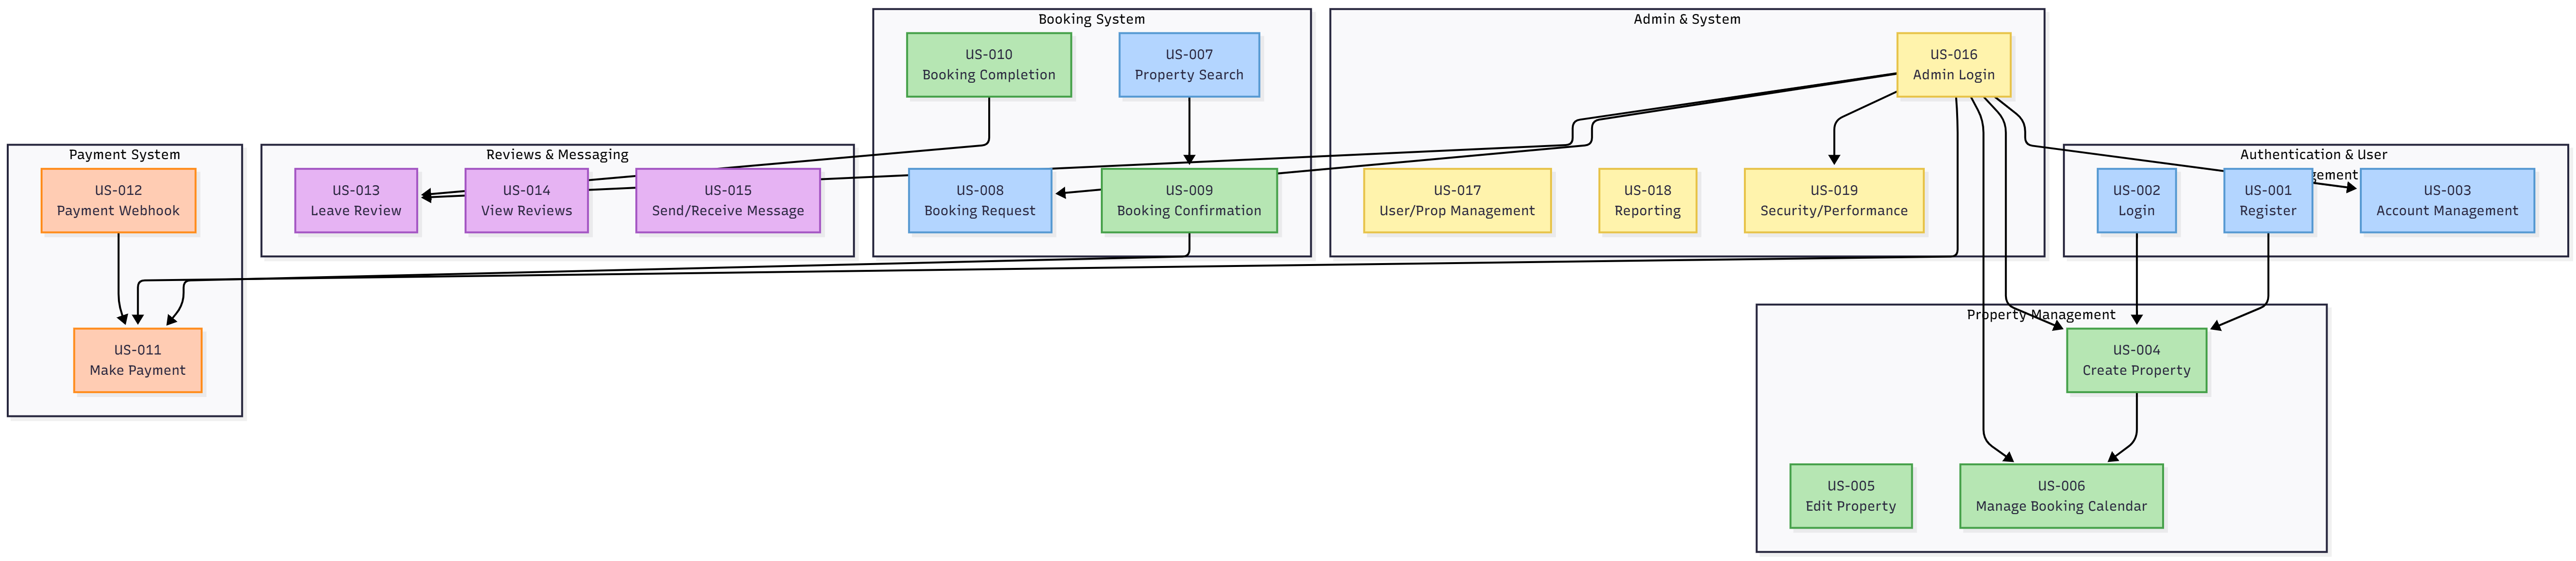 Booking System
US-010
Booking Completion
US-007
Property Search
US-008
Booking Request
US-009
Booking Confirmation
Admin & System
US-016
Admin Login
US-017
User/Prop Management
US-018
Reporting
US-019
Security/Performance
Payment System
US-012
Payment Webhook
US-011
Make Payment
Reviews & Messaging
US-013
Leave Review
US-014
View Reviews
US-015
Send/Receive Message
Authentication & User
gement
US-002
Login
US-001
Register
US-003
Account Management
Property Management
US-004
Create Property
US-005
Edit Property
US-006
Manage Booking Calendar